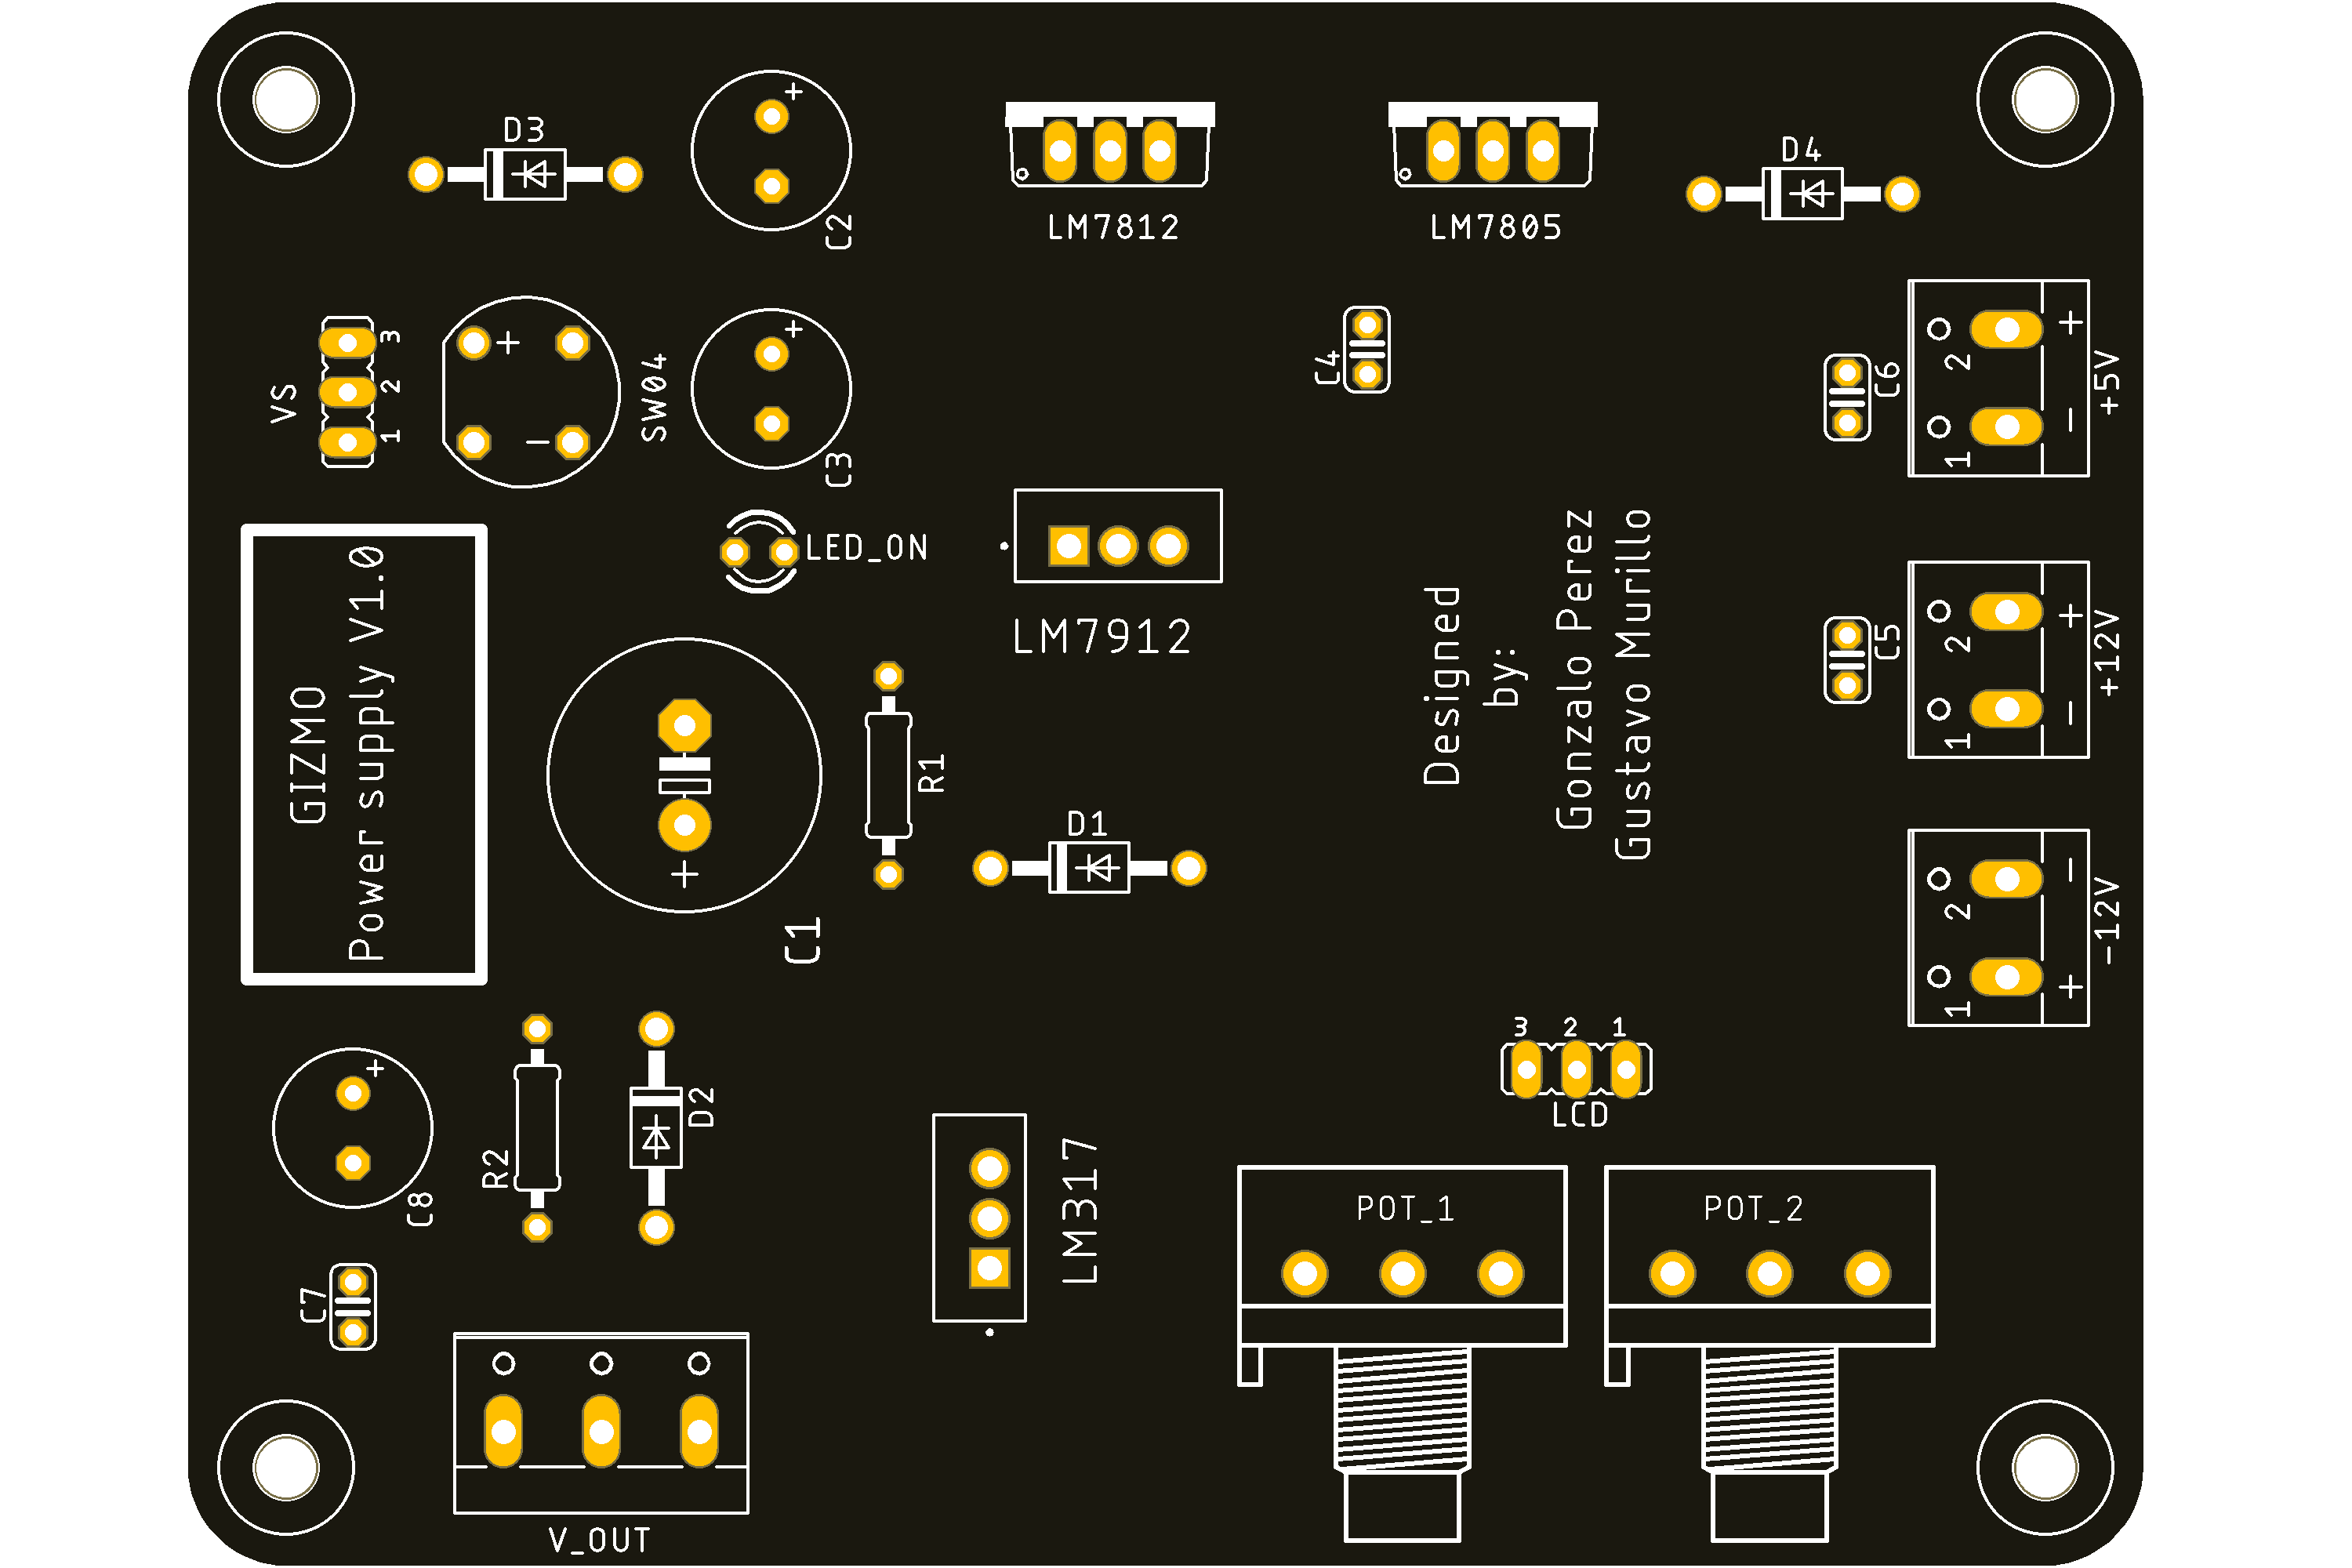 D3
+
C2
LM7812
LM7805
D4
VS
3
2
1
+
-
SW04
+
C3
C4
C6
2
1
+
-
+5V
LED_ON
LM7912
GIZMO
Power supply V1.0
Designed
by:
Gonzalo Perez
Gustavo Murillo
C5
2
1
+
-
+12V
R1
D1
+
C1
2
1
-
+
-12V
3 2 1
LCD
+
C8
R2
D2
LM317
POT_1
POT_2
C7
V_OUT